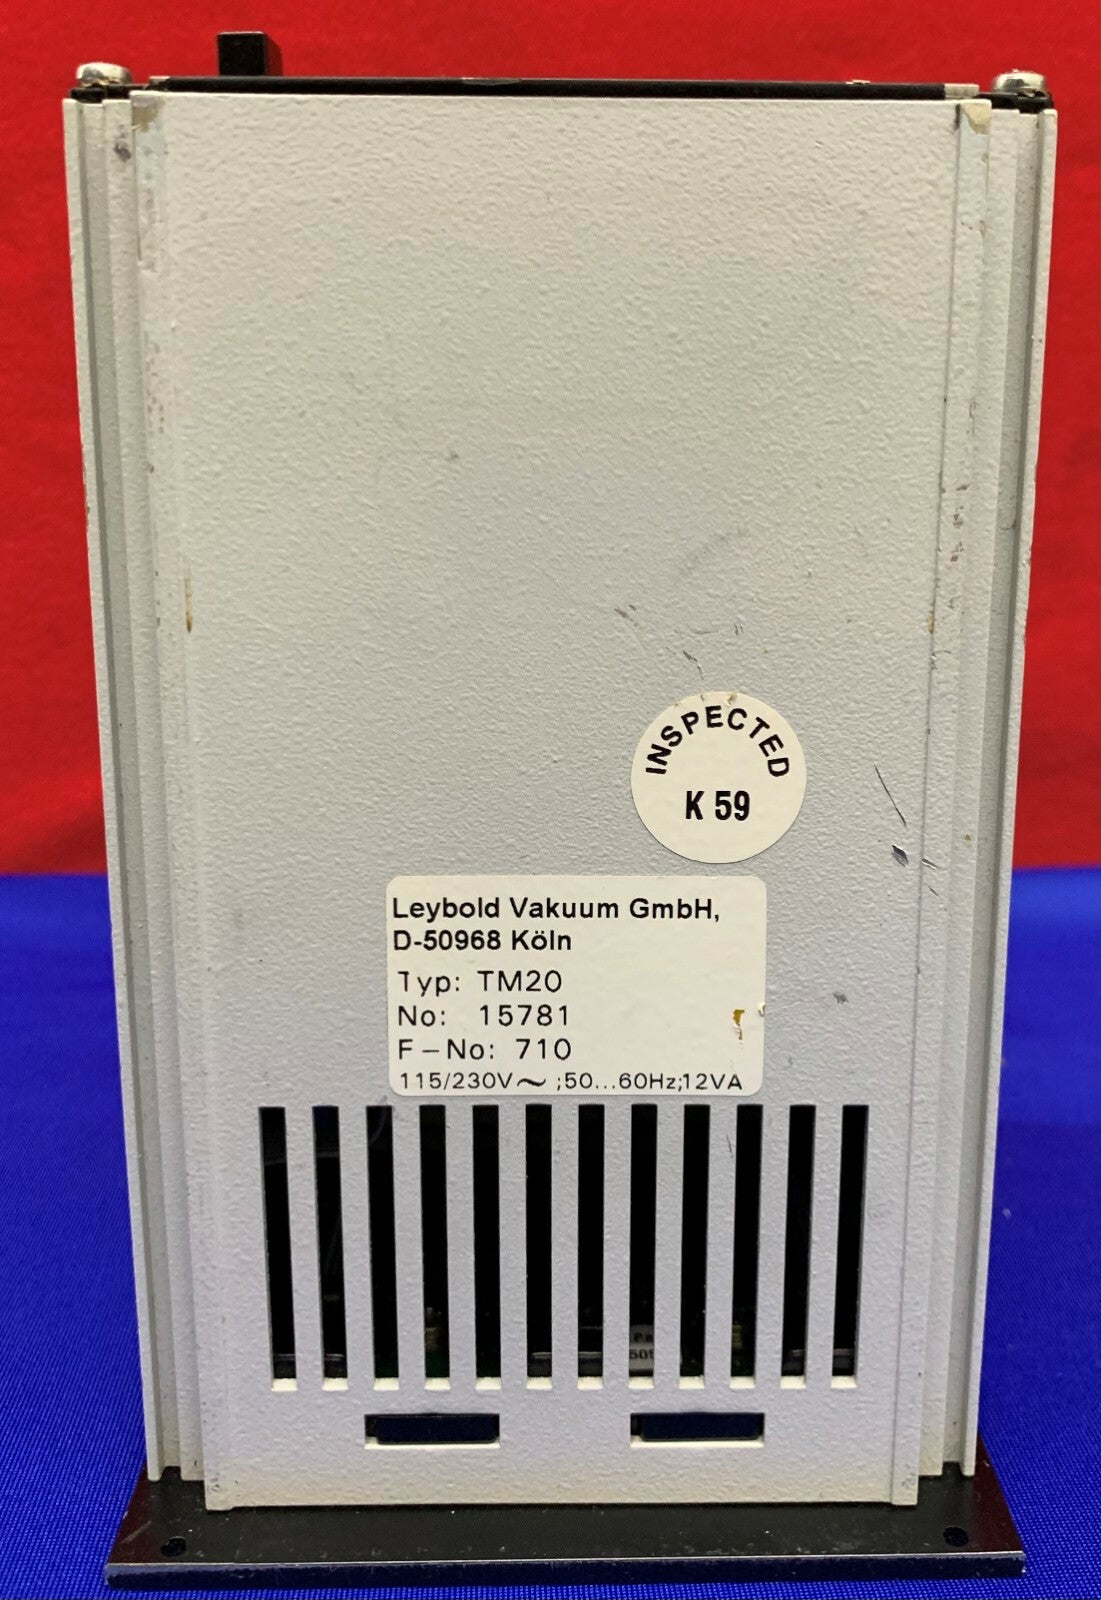 INSPECTED
K 59
Leybold Vakuum GmbH,
D-50968 Köln
Typ: TM20
No: 15781
F-No: 710
115/230V~ ;50...60Hz;12VA